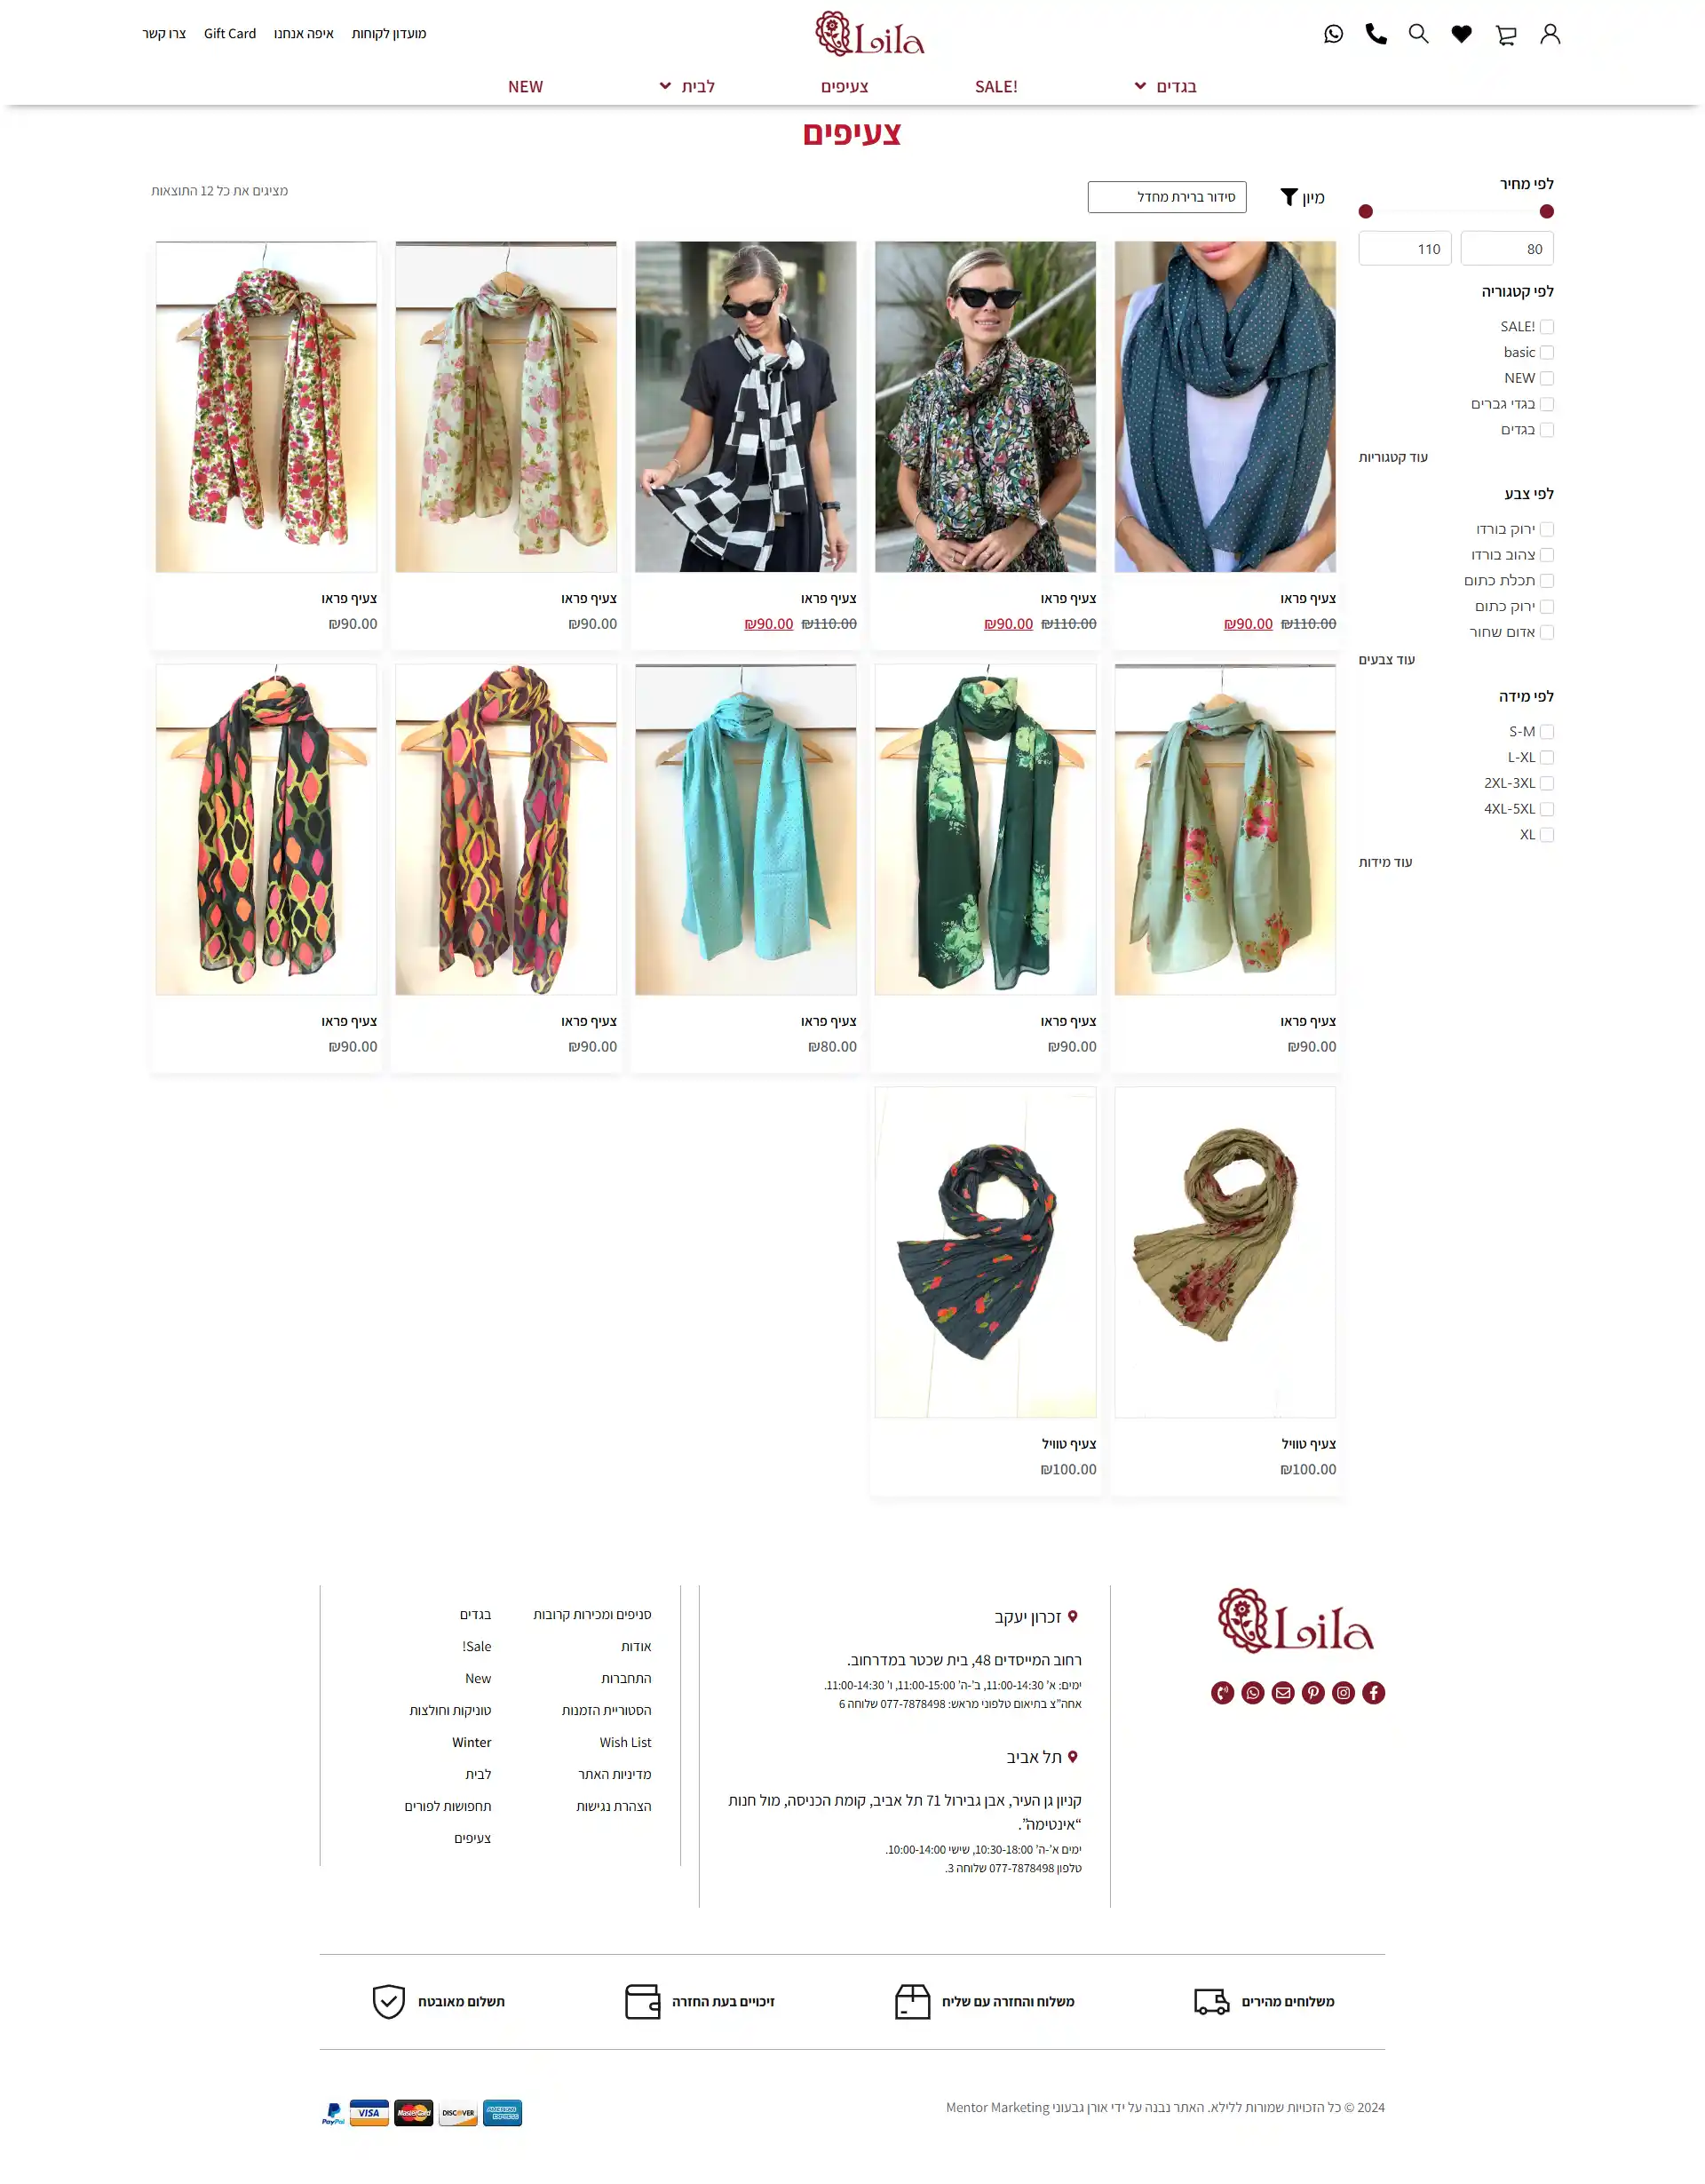 מועדון לקוחות
איפה אנחנו
Gift Card
צרו קשר
Lila
בגדים
SALE!
צעיפים
לבית
NEW
צעיפים
לפי מחיר
80
110
לפי קטגוריה
SALE!
basic
NEW
בגדי גברים
בגדים
עוד קטגוריות
לפי צבע
ירוק בורדו
צהוב בורדו
תכלת כתום
ירוק כתום
אדום שחור
עוד צבעים
לפי מידה
S-M
L-XL
2XL-3XL
4XL-5XL
XL
עוד מידות
מיון
סידור ברירת מחדל
מציגים את כל 12 התוצאות
צעיף פראו
₪110.00 ₪90.00
צעיף פראו
₪110.00 ₪90.00
צעיף פראו
₪110.00 ₪90.00
צעיף פראו
₪90.00
צעיף פראו
₪90.00
צעיף פראו
₪90.00
צעיף פראו
₪90.00
צעיף פראו
₪80.00
צעיף פראו
₪90.00
צעיף פראו
₪90.00
צעיף טוויל
₪100.00
צעיף טוויל
₪100.00
Lila
זכרון יעקב
רחוב המייסדים 48, בית שכטר במדרחוב.
ימים: א׳ 11:00-14:30, ב׳-ה׳ 11:00-15:00, ו׳ 11:00-14:30.
אחה״צ בתיאום טלפוני מראש: 077-7878498 שלוחה 6
תל אביב
קניון גן העיר, אבן גבירול 71 תל אביב, קומת הכניסה, מול חנות
“אינטימה”.
ימים א׳-ה׳ 10:30-18:00, שישי 10:00-14:00.
טלפון 077-7878498 שלוחה 3.
סניפים ומכירות קרובות
אודות
התחברות
הסטוריית הזמנות
Wish List
מדיניות האתר
הצהרת נגישות
בגדים
Sale!
New
טוניקות וחולצות
Winter
לבית
תחפושות לפורים
צעיפים
משלוחים מהירים
משלוח והחזרה עם שליח
זיכויים בעת החזרה
תשלום מאובטח
2024 © כל הזכויות שמורות ללילא. האתר נבנה על ידי אורן גבעוני Mentor Marketing
PayPal
VISA
MasterCard
DISCOVER
AMERICAN EXPRESS